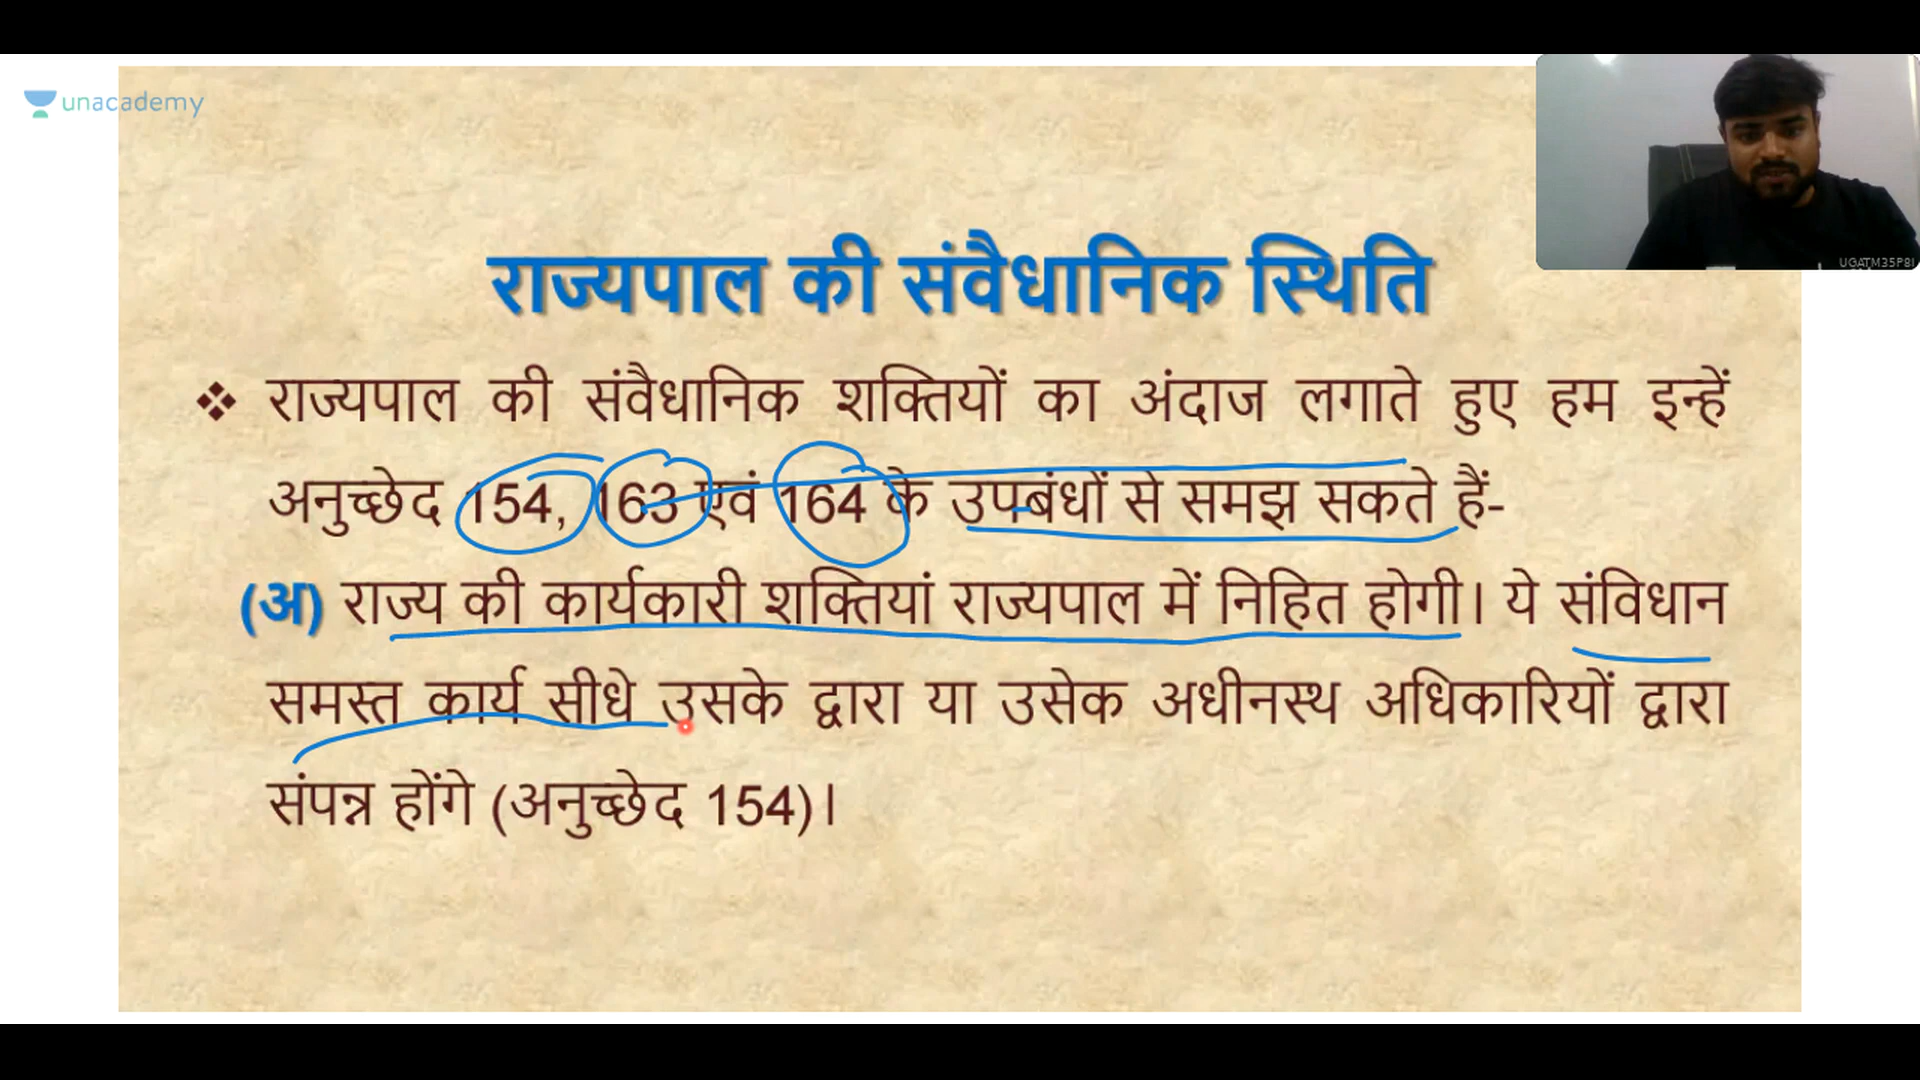 unacademy
UGATM35P8I
राज्यपाल की संवैधानिक स्थिति
❖ राज्यपाल की संवैधानिक शक्तियों का अंदाज लगाते हुए हम इन्हें
अनुच्छेद 154, 163 एवं 164 के उपबंधों से समझ सकते हैं-
(अ) राज्य की कार्यकारी शक्तियां राज्यपाल में निहित होगी। ये संविधान
समस्त कार्य सीधे उसके द्वारा या उसेक अधीनस्थ अधिकारियों द्वारा
संपन्न होंगे (अनुच्छेद 154)।